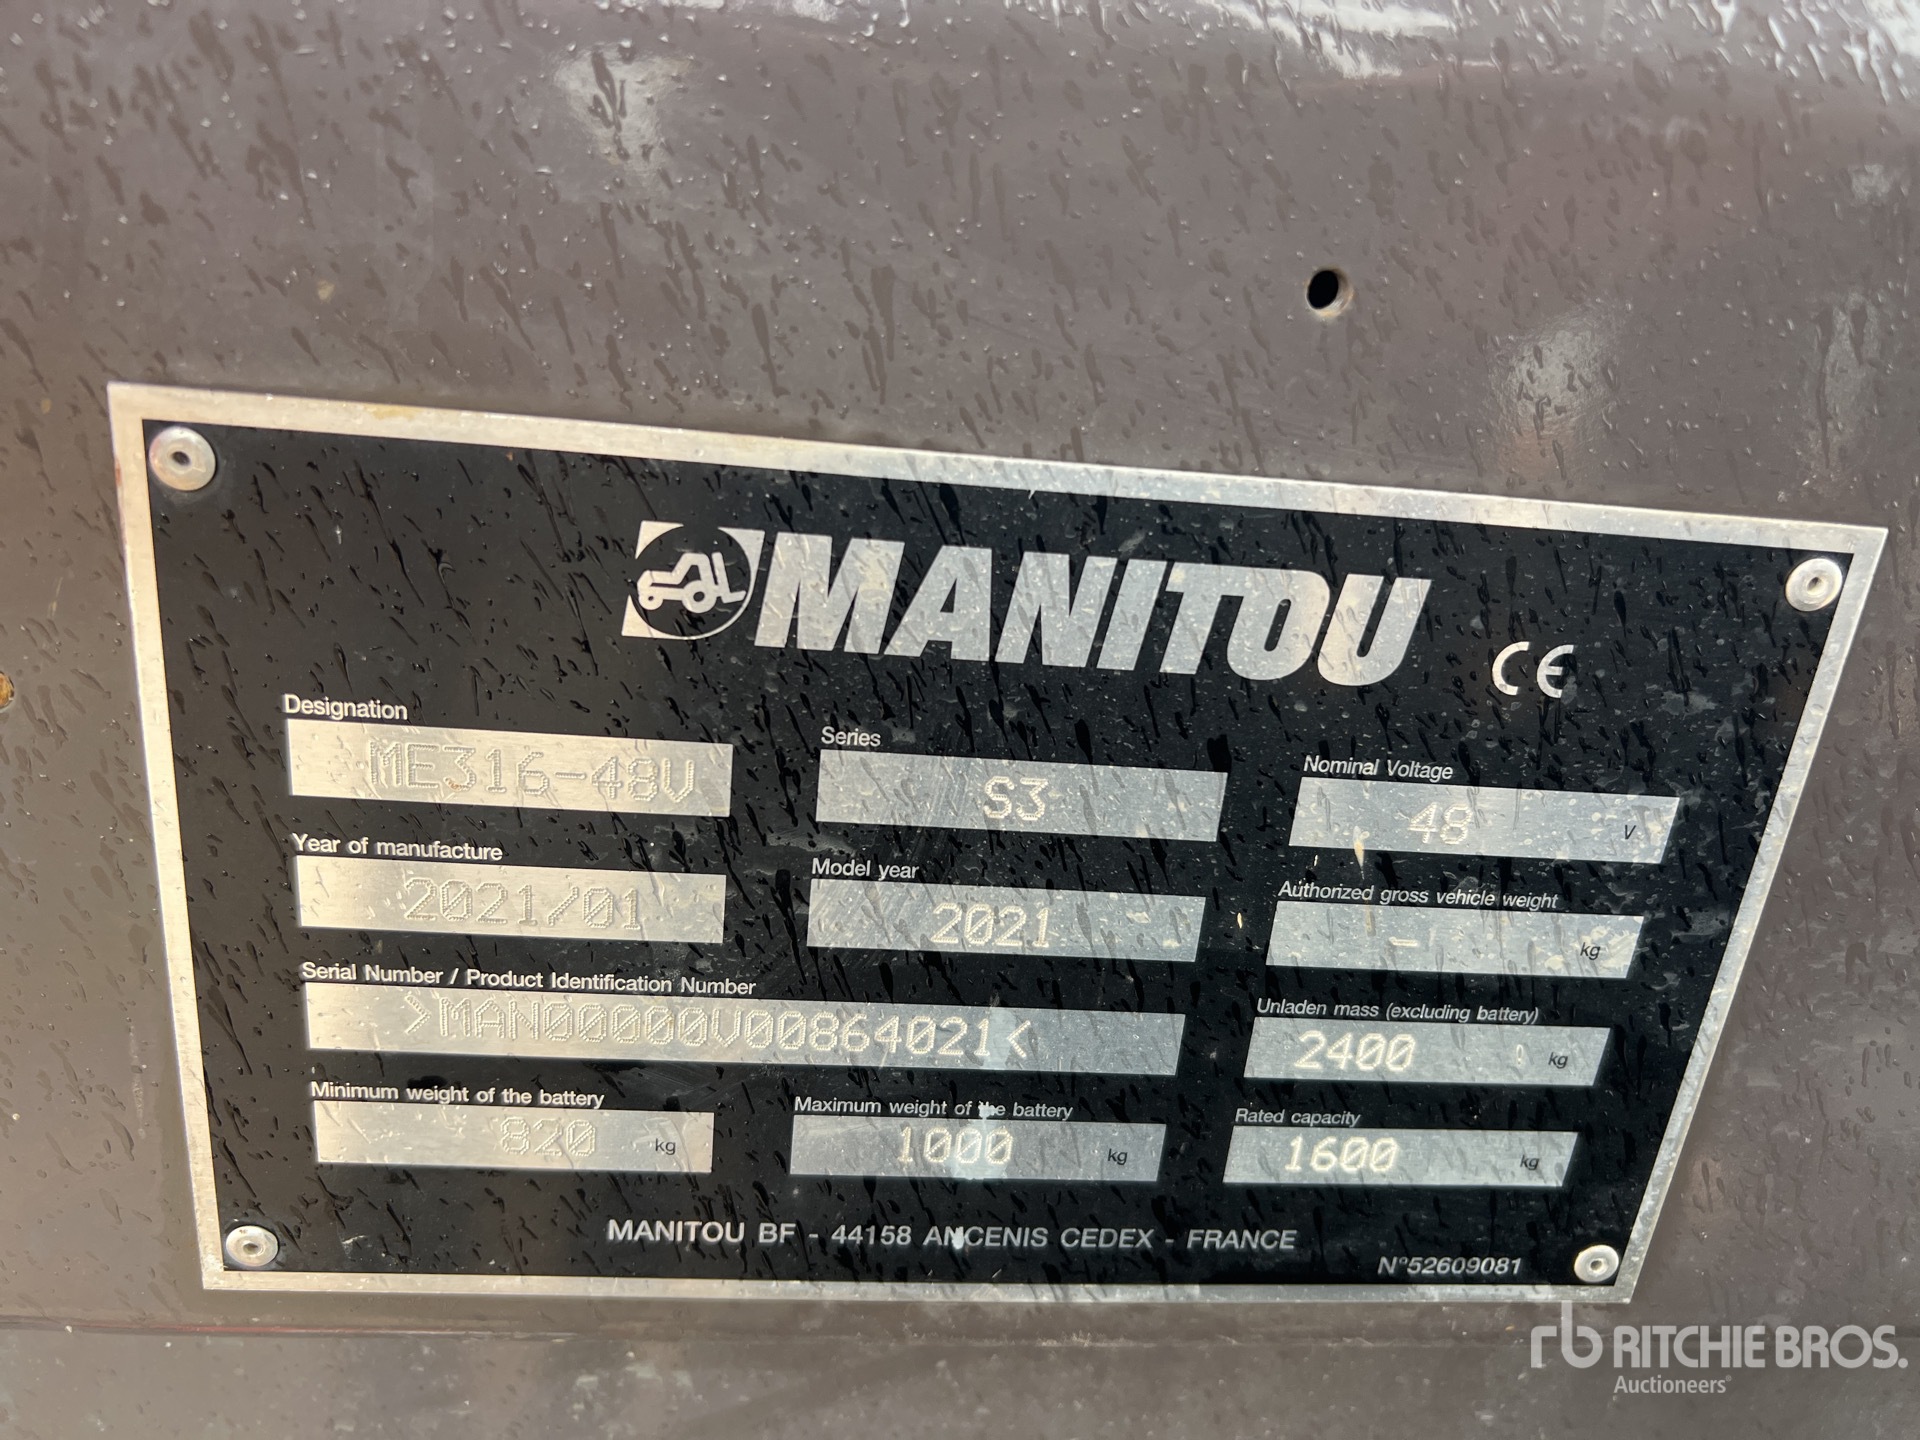 MANITOU
CE
Designation
ME316-48V
Series
S3
Nominal Voltage
48 V
Year of manufacture
2021/01
Model year
2021
Authorized gross vehicle weight
- kg
Serial Number / Product Identification Number
>MAN00000V00864021<
Unladen mass (excluding battery)
2400 kg
Minimum weight of the battery
820 kg
Maximum weight of the battery
1000 kg
Rated capacity
1600 kg
MANITOU BF - 44158 ANCENIS CEDEX - FRANCE
N°52609081
rb RITCHIE BROS.
Auctioneers